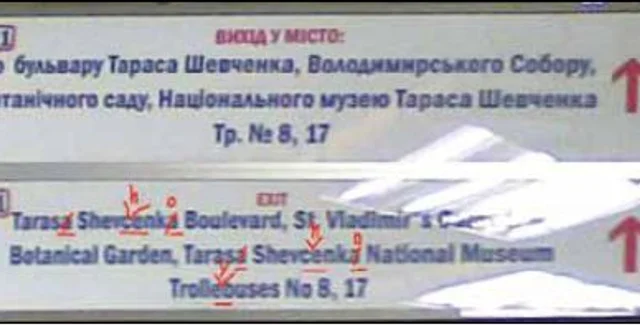 1
ВИХІД У МІСТО:
бульвару Тараса Шевченка, Володимирського Собору,
саду, Національного музею Тараса Шевченка
Тр. № 8, 17
EXIT
h o
Tarasa Shevcenka Boulevard, St. Vladimir's
h o
Botanical Garden, Tarasa Shevcenka National Museum
y
Trollebuses No 8, 17